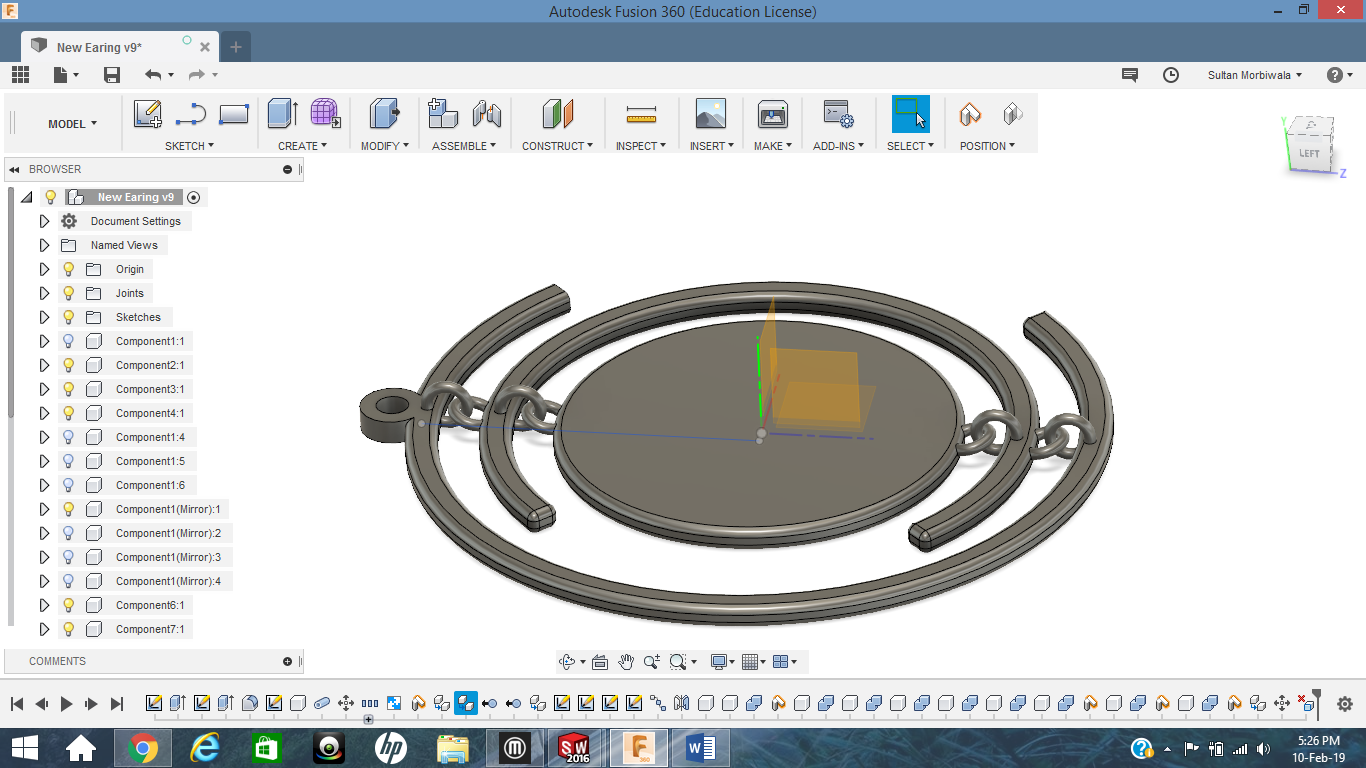 Autodesk Fusion 360 (Education License)
New Earing v9*
Sultan Morbiwala
MODEL
SKETCH
CREATE
MODIFY
ASSEMBLE
CONSTRUCT
INSPECT
INSERT
MAKE
ADD-INS
SELECT
POSITION
Y
LEFT
Z
BROWSER
New Earing v9
Document Settings
Named Views
Origin
Joints
Sketches
Component1:1
Component2:1
Component3:1
Component4:1
Component1:4
Component1:5
Component1:6
Component1(Mirror):1
Component1(Mirror):2
Component1(Mirror):3
Component1(Mirror):4
Component6:1
Component7:1
COMMENTS
hp
SW
2016
F
360
W
5:26 PM
10-Feb-19